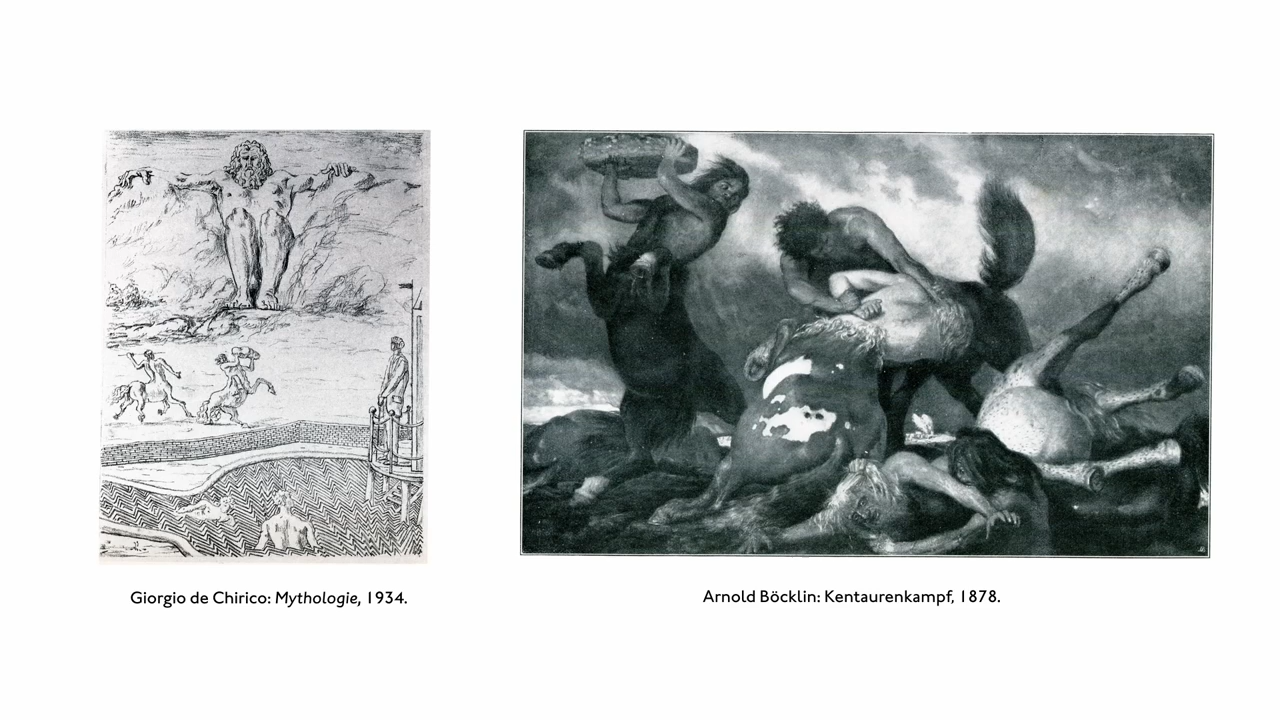 Giorgio de Chirico: Mythologie, 1934.
Arnold Böcklin: Kentaurenkampf, 1878.